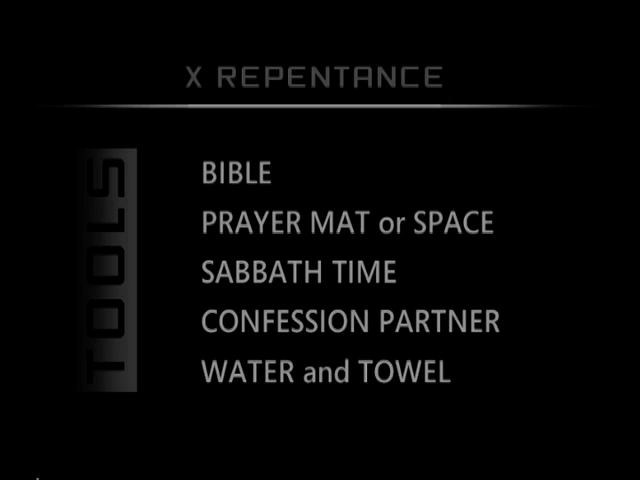 X REPENTANCE
TOOLS
BIBLE
PRAYER MAT or SPACE
SABBATH TIME
CONFESSION PARTNER
WATER and TOWEL